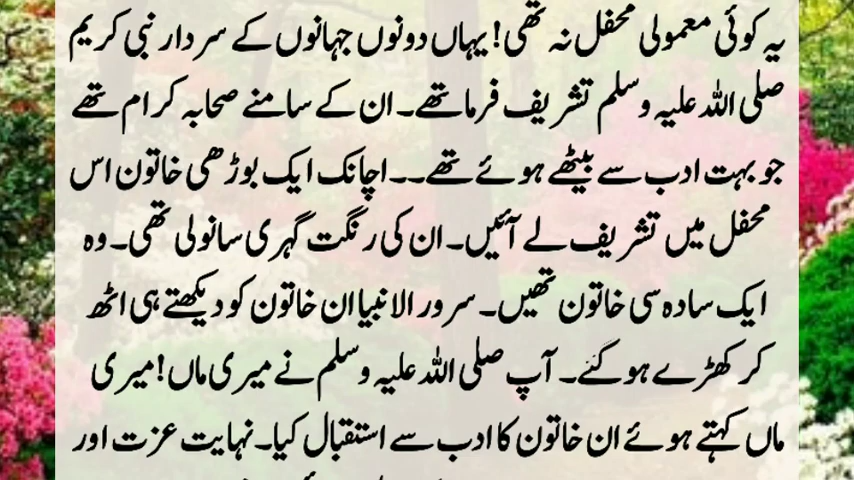 یہ کوئی معمولی محفل نہ تھی! یہاں دونوں جہانوں کے سردار نبی کریم
صلی اللہ علیہ وسلم تشریف فرما تھے۔ ان کے سامنے صحابہ کرام تھے
جو بہت ادب سے بیٹھے ہوئے تھے۔۔ اچانک ایک بوڑھی خاتون اس
محفل میں تشریف لے آئیں۔ ان کی رنگت گہری سانولی تھی۔ وہ
ایک سادہ سی خاتون تھیں۔ سرور الانبیا ان خاتون کو دیکھتے ہی اٹھ
کر کھڑے ہو گئے۔ آپ صلی اللہ علیہ وسلم نے میری ماں! میری
ماں کہتے ہوئے ان خاتون کا ادب سے استقبال کیا۔ نہایت عزت اور